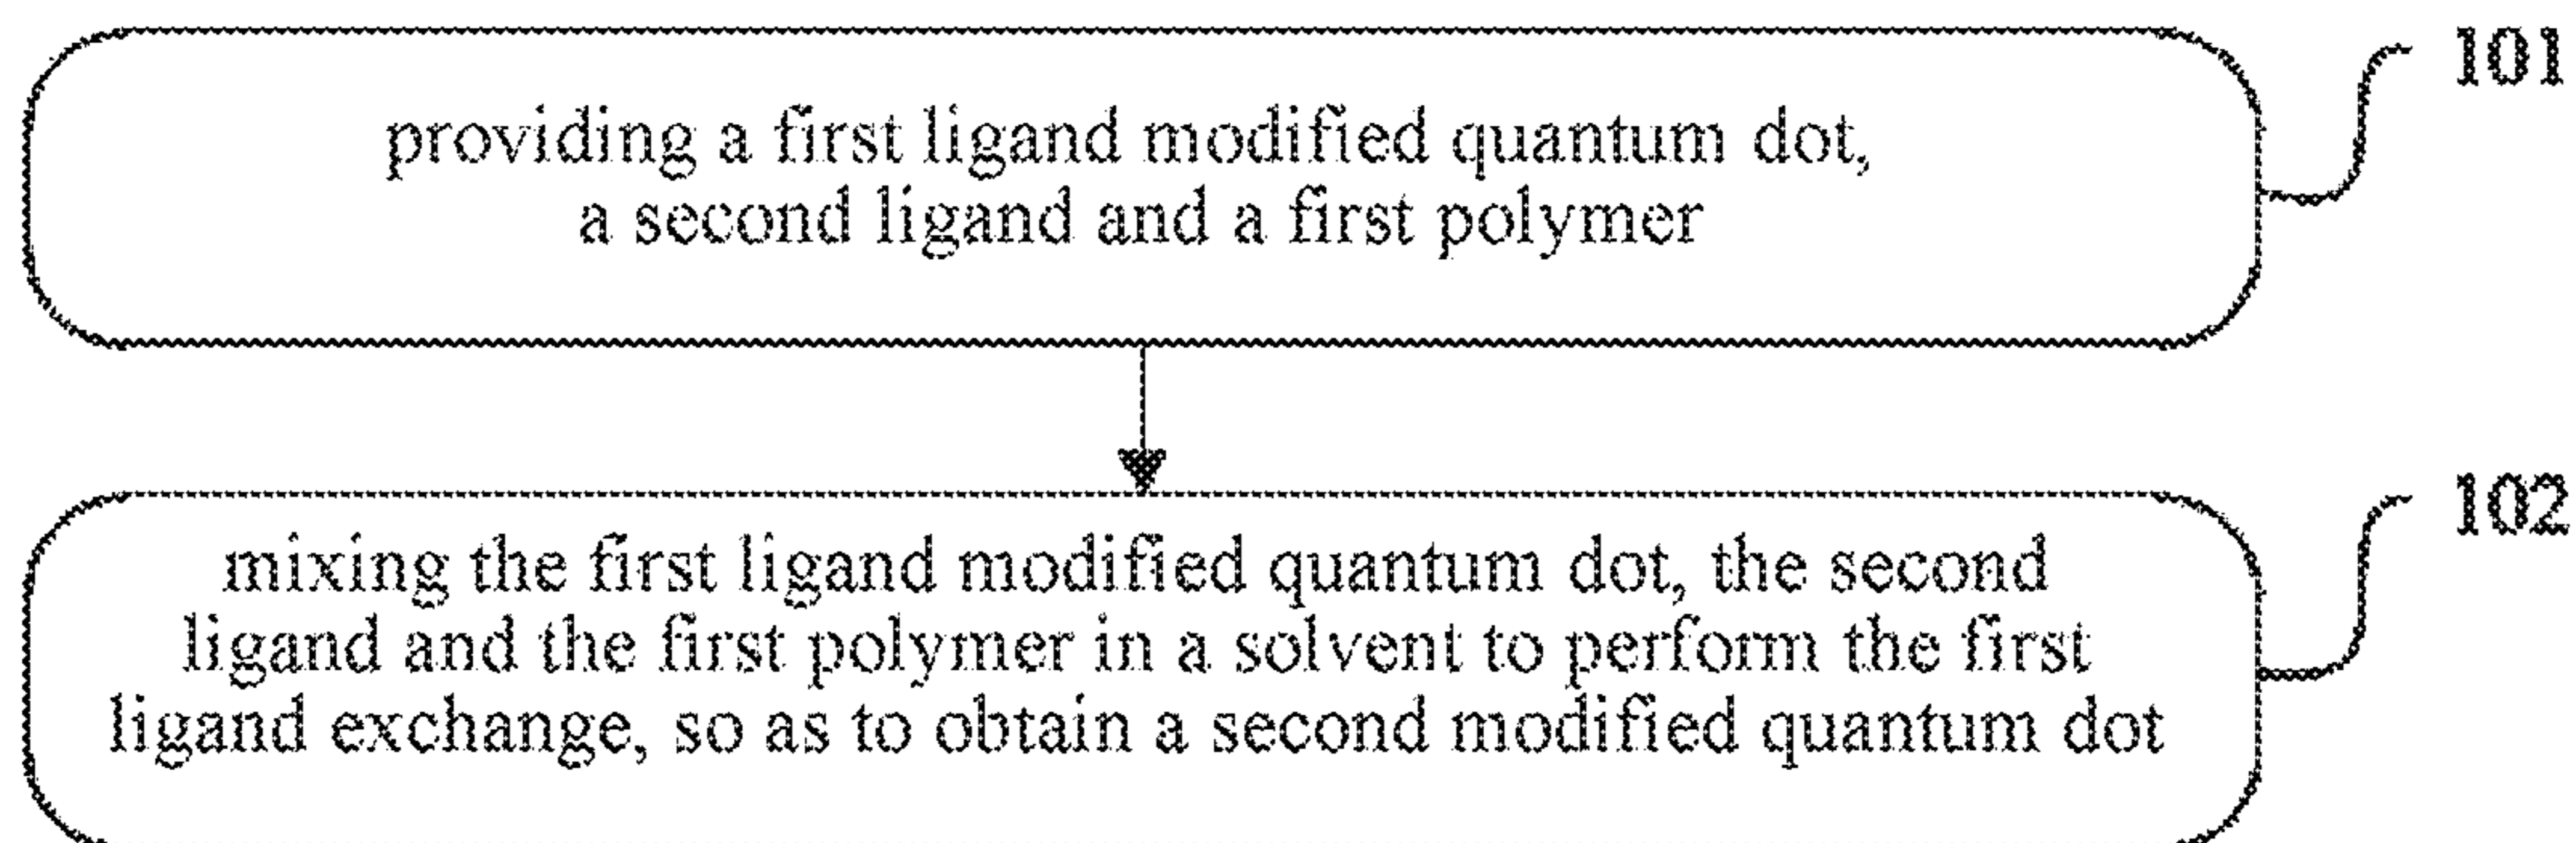 101
providing a first ligand modified quantum dot,
a second ligand and a first polymer
102
mixing the first ligand modified quantum dot, the second
ligand and the first polymer in a solvent to perform the first
ligand exchange, so as to obtain a second modified quantum dot